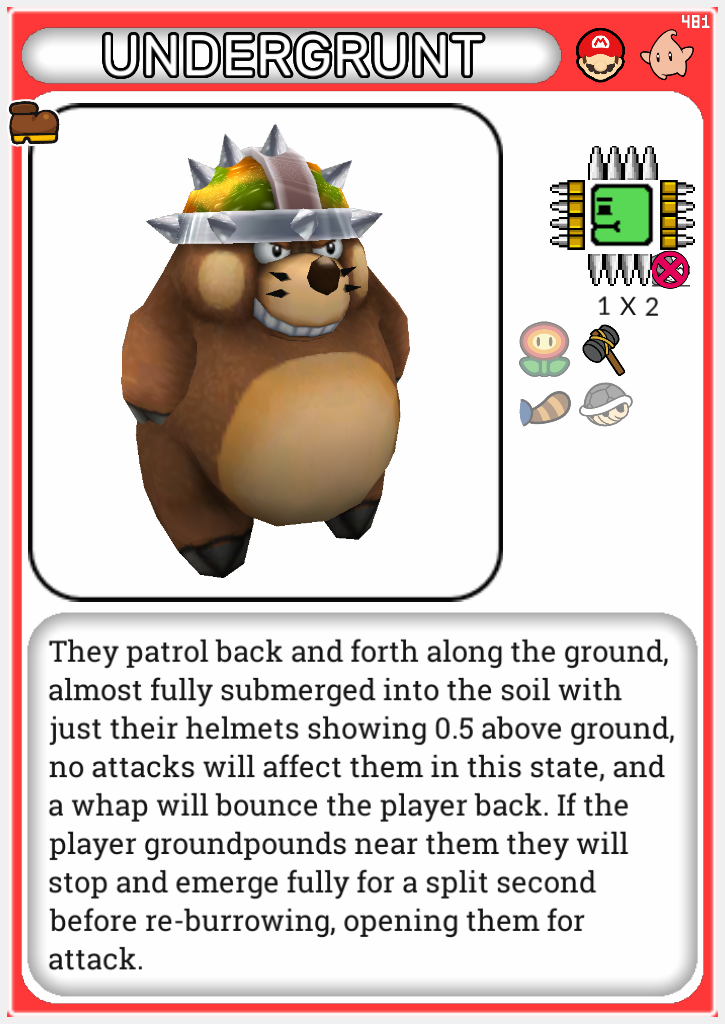 481
UNDERGRUNT
1 X 2
They patrol back and forth along the ground,
almost fully submerged into the soil with
just their helmets showing 0.5 above ground,
no attacks will affect them in this state, and
a whap will bounce the player back. If the
player groundpounds near them they will
stop and emerge fully for a split second
before re-burrowing, opening them for
attack.